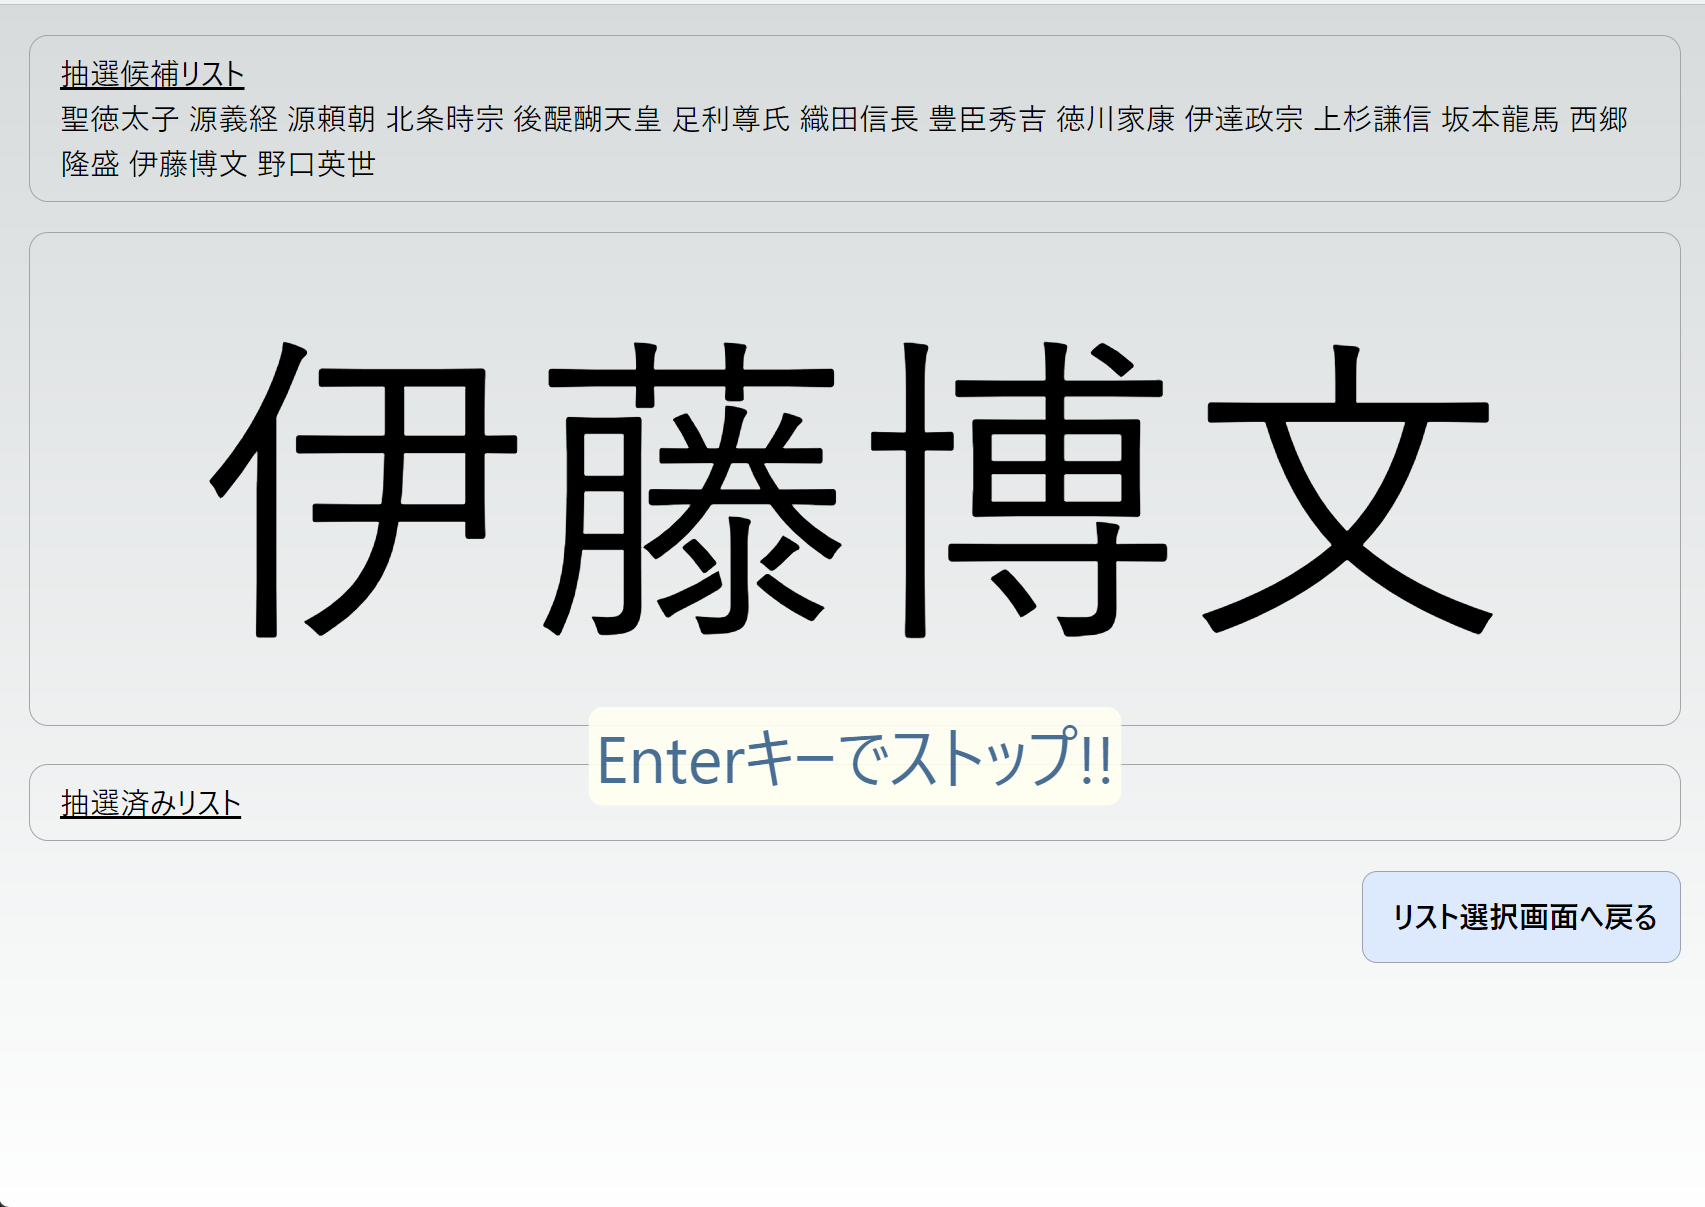 抽選候補リスト
聖徳太子 源義経 源頼朝 北条時宗 後醍醐天皇 足利尊氏 織田信長 豊臣秀吉 徳川家康 伊達政宗 上杉謙信 坂本龍馬 西郷
隆盛 伊藤博文 野口英世
伊藤博文
Enterキーでストップ!!
抽選済みリスト
リスト選択画面へ戻る